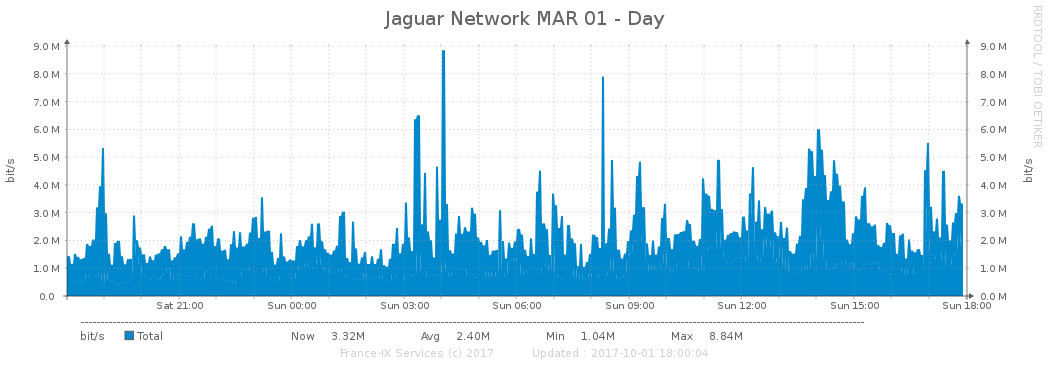 Jaguar Network MAR 01 - Day
RRDTOOL / TOBI OETIKER
bit/s
bit/s
9.0 M 9.0 M
8.0 M 8.0 M
7.0 M 7.0 M
6.0 M 6.0 M
5.0 M 5.0 M
4.0 M 4.0 M
3.0 M 3.0 M
2.0 M 2.0 M
1.0 M 1.0 M
0.0 0.0 M
Sat 21:00 Sun 00:00 Sun 03:00 Sun 06:00 Sun 09:00 Sun 12:00 Sun 15:00 Sun 18:00
bit/s Total Now 3.32M Avg 2.40M Min 1.04M Max 8.84M
France-IX Services (c) 2017 Updated : 2017-10-01 18:00:04